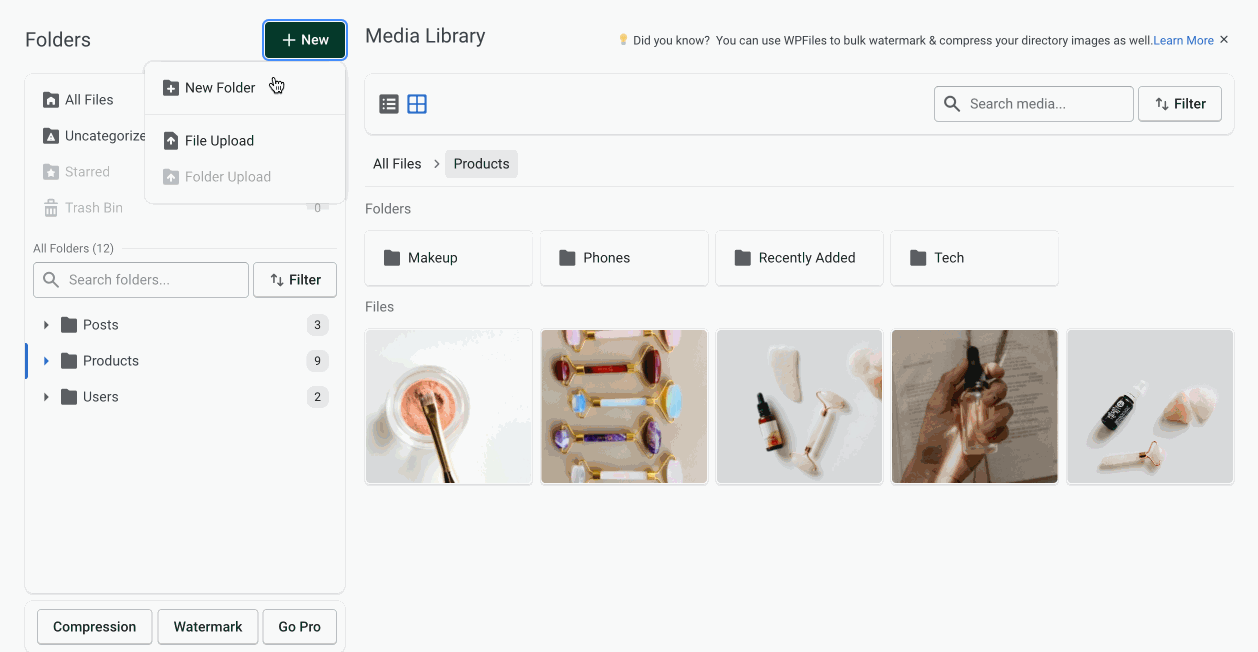 Folders
New
New Folder
File Upload
Folder Upload
All Files
Uncategorize
Starred
Trash Bin
0
All Folders (12)
Search folders...
Filter
Posts
3
Products
9
Users
2
Compression
Watermark
Go Pro
Media Library
Did you know? You can use WPFiles to bulk watermark & compress your directory images as well. Learn More
Search media...
Filter
All Files
Products
Folders
Makeup
Phones
Recently Added
Tech
Files